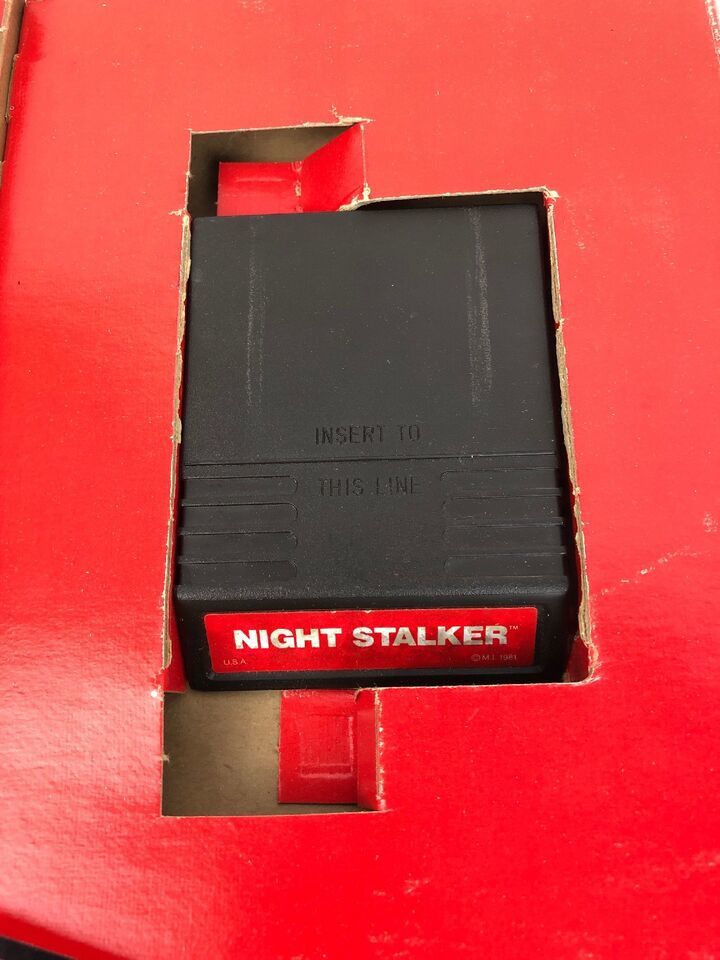 INSERT TO
THIS LINE
NIGHT STALKER™
U.S.A ©M.I. 1981